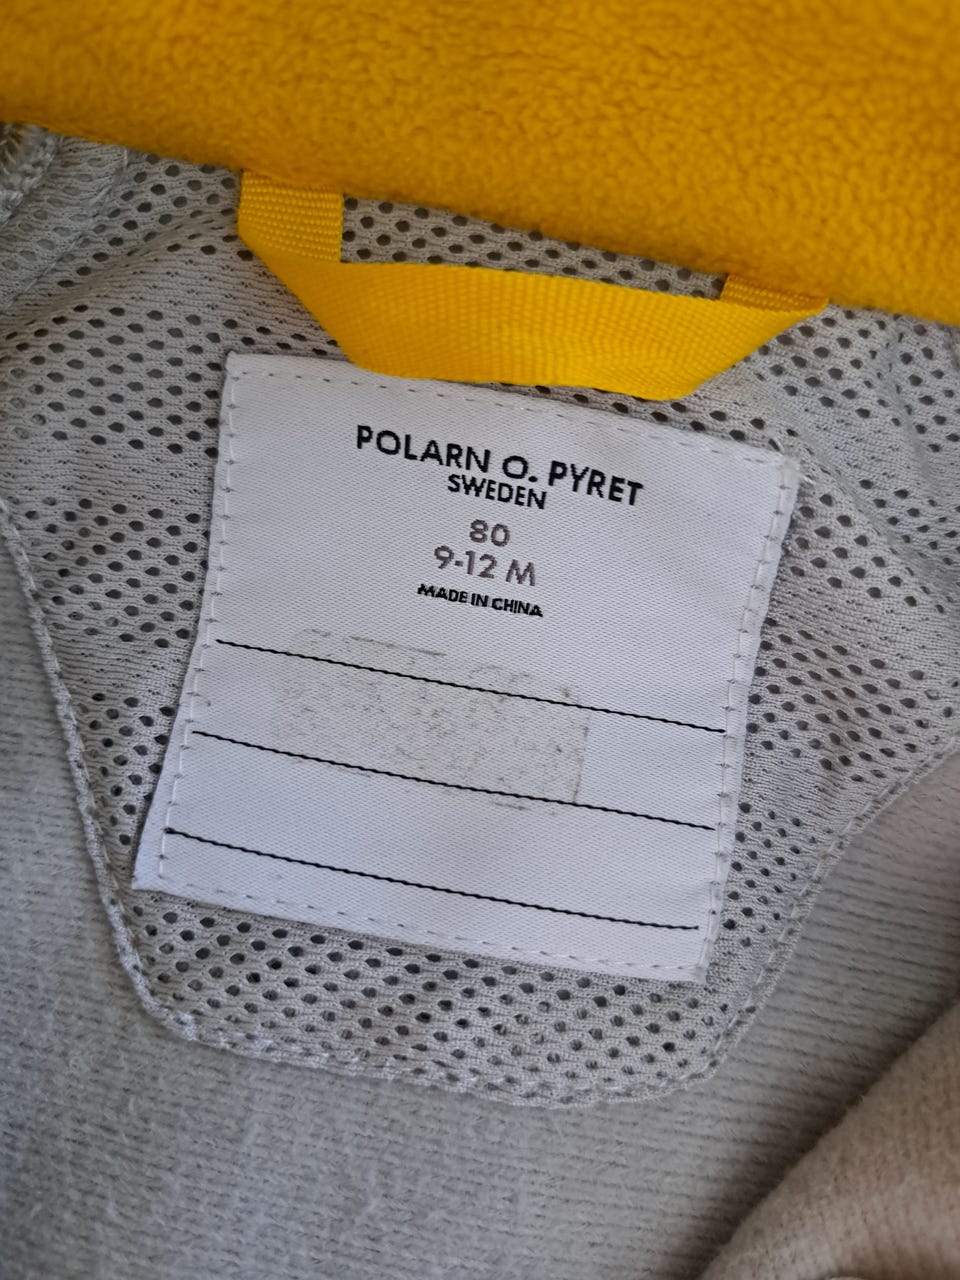 POLARN O. PYRET
SWEDEN
80
9-12 M
MADE IN CHINA